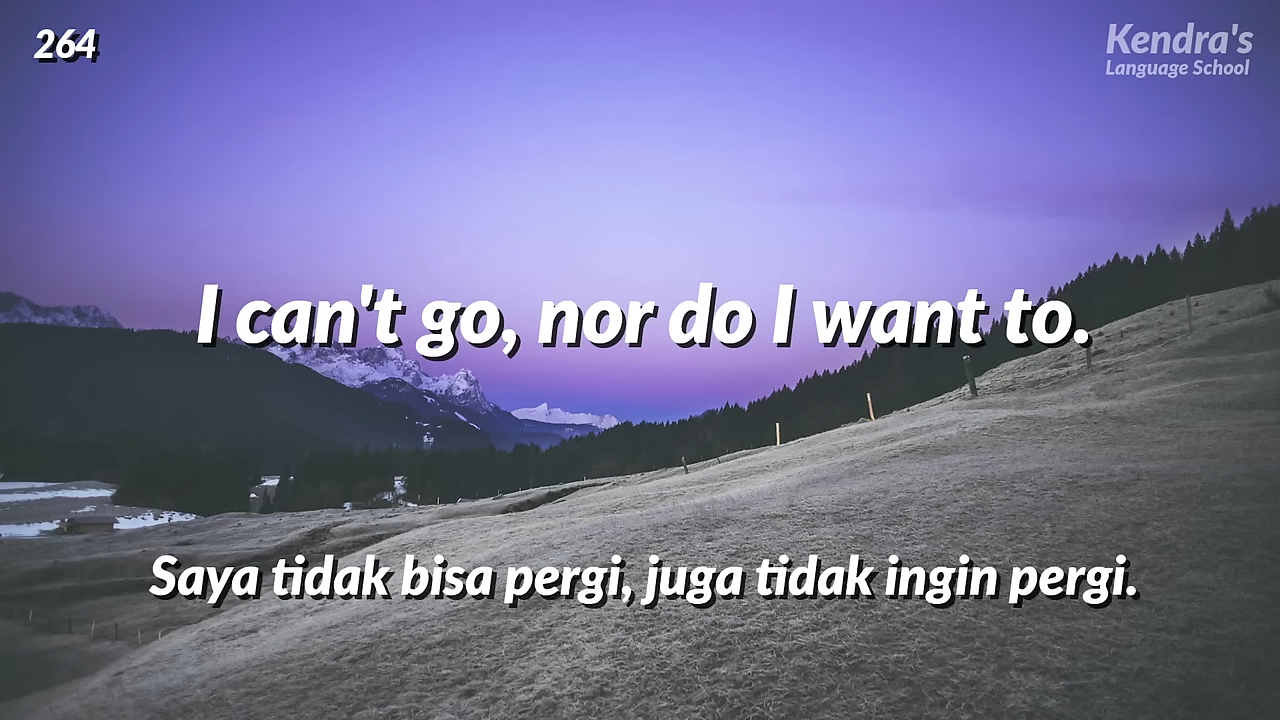 264
Kendra's
Language School
I can't go, nor do I want to.
Saya tidak bisa pergi, juga tidak ingin pergi.